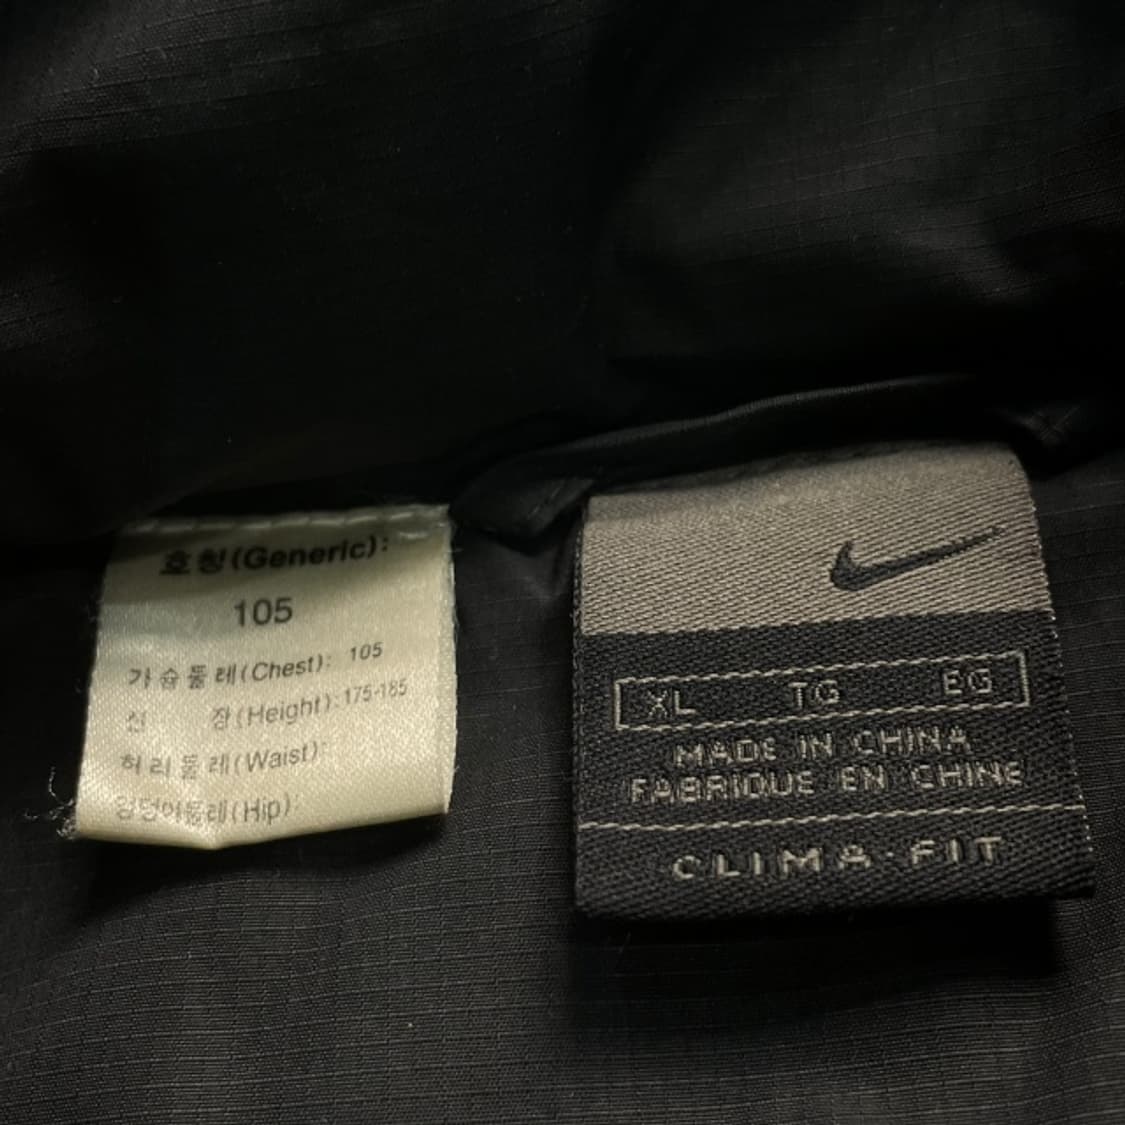 호칭(Generic):
105
가슴둘레(Chest): 105
신 장(Height):175-185
허리둘레(Waist):
엉덩이둘레(Hip):
XL TG EG
MADE IN CHINA
FABRIQUE EN CHINE
CLIMA-FIT